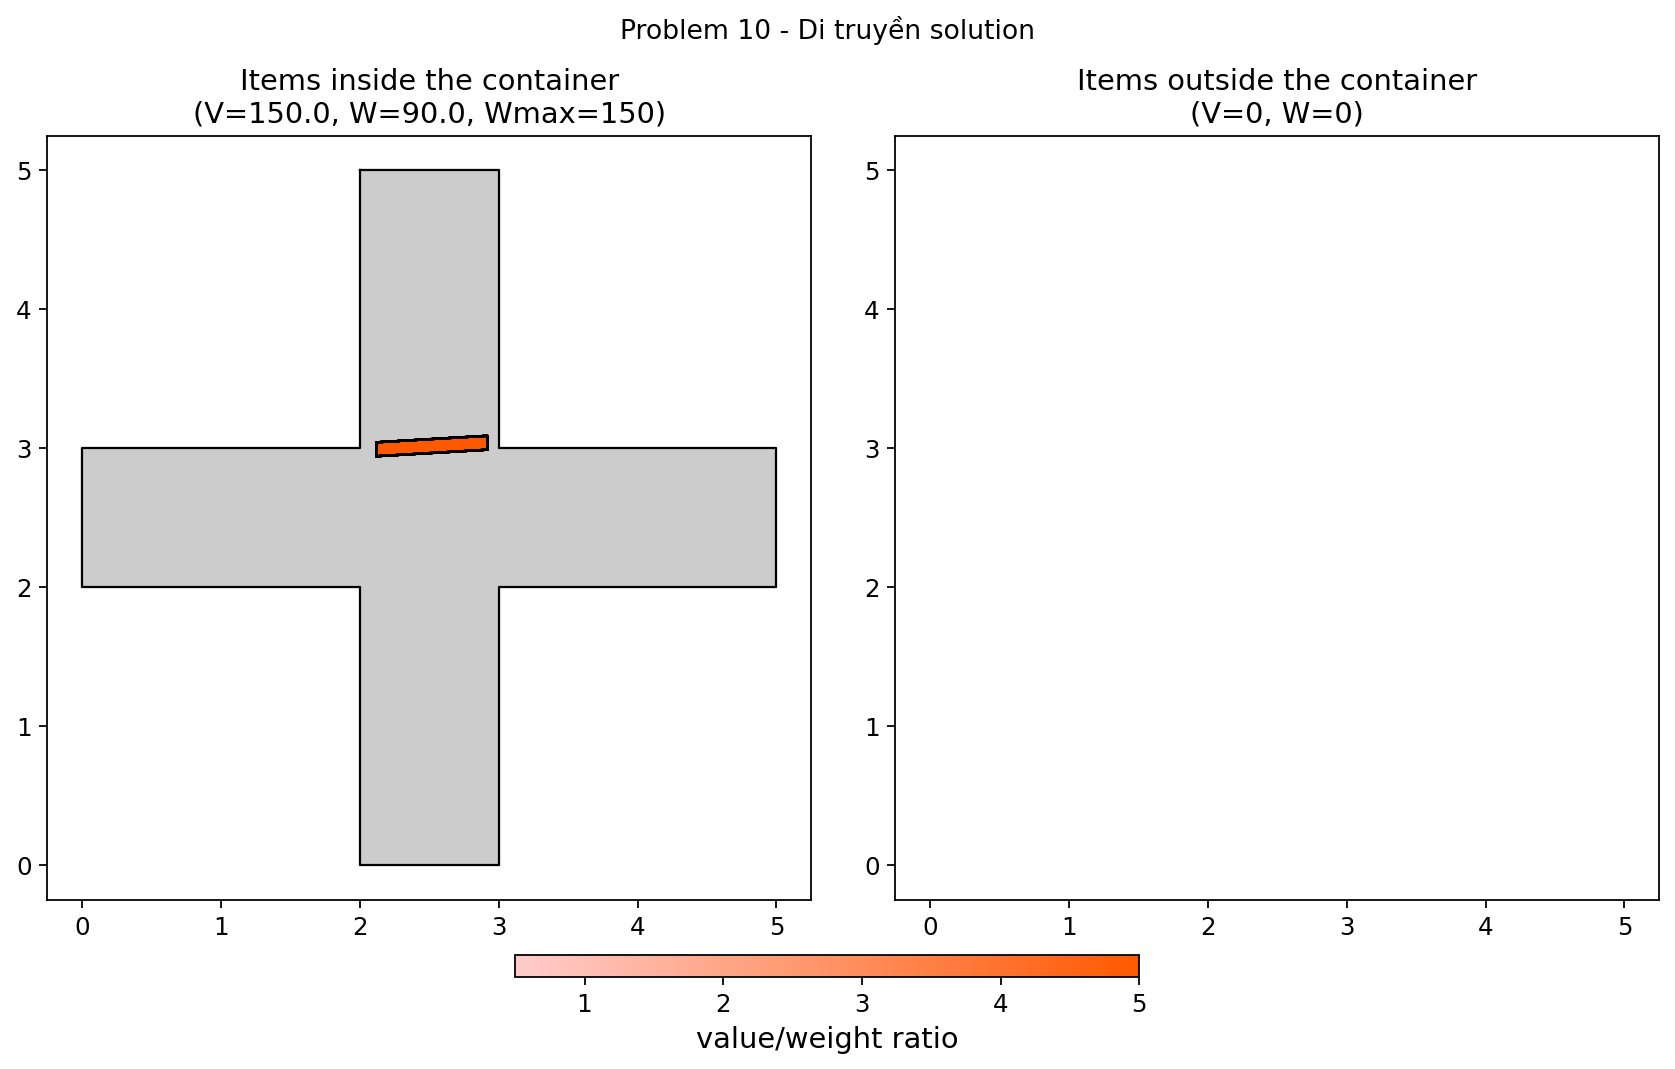 Problem 10 - Di truyền solution
Items inside the container
(V=150.0, W=90.0, Wmax=150)
5
4
3
2
1
0
0 1 2 3 4 5
Items outside the container
(V=0, W=0)
5
4
3
2
1
0
0 1 2 3 4 5
1 2 3 4 5
value/weight ratio